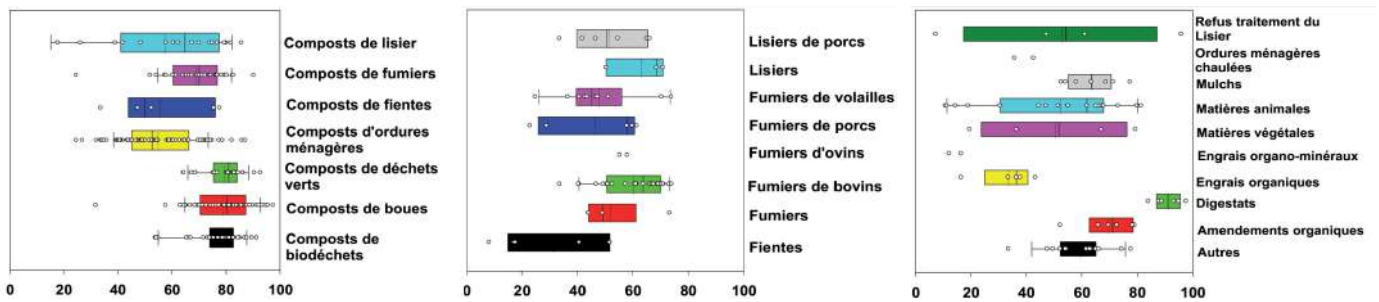 Composts de lisier
Composts de fumiers
Composts de fientes
Composts d'ordures
ménagères
Composts de déchets
verts
Composts de boues
Composts de
biodéchets
0 20 40 60 80 100
Lisiers de porcs
Lisiers
Fumiers de volailles
Fumiers de porcs
Fumiers d'ovins
Fumiers de bovins
Fumiers
Fientes
0 20 40 60 80 100
Refus traitement du
Lisier
Ordures ménagères
chaulées
Mulchs
Matières animales
Matières végétales
Engrais organo-minéraux
Engrais organiques
Digestats
Amendements organiques
Autres
0 20 40 60 80 100